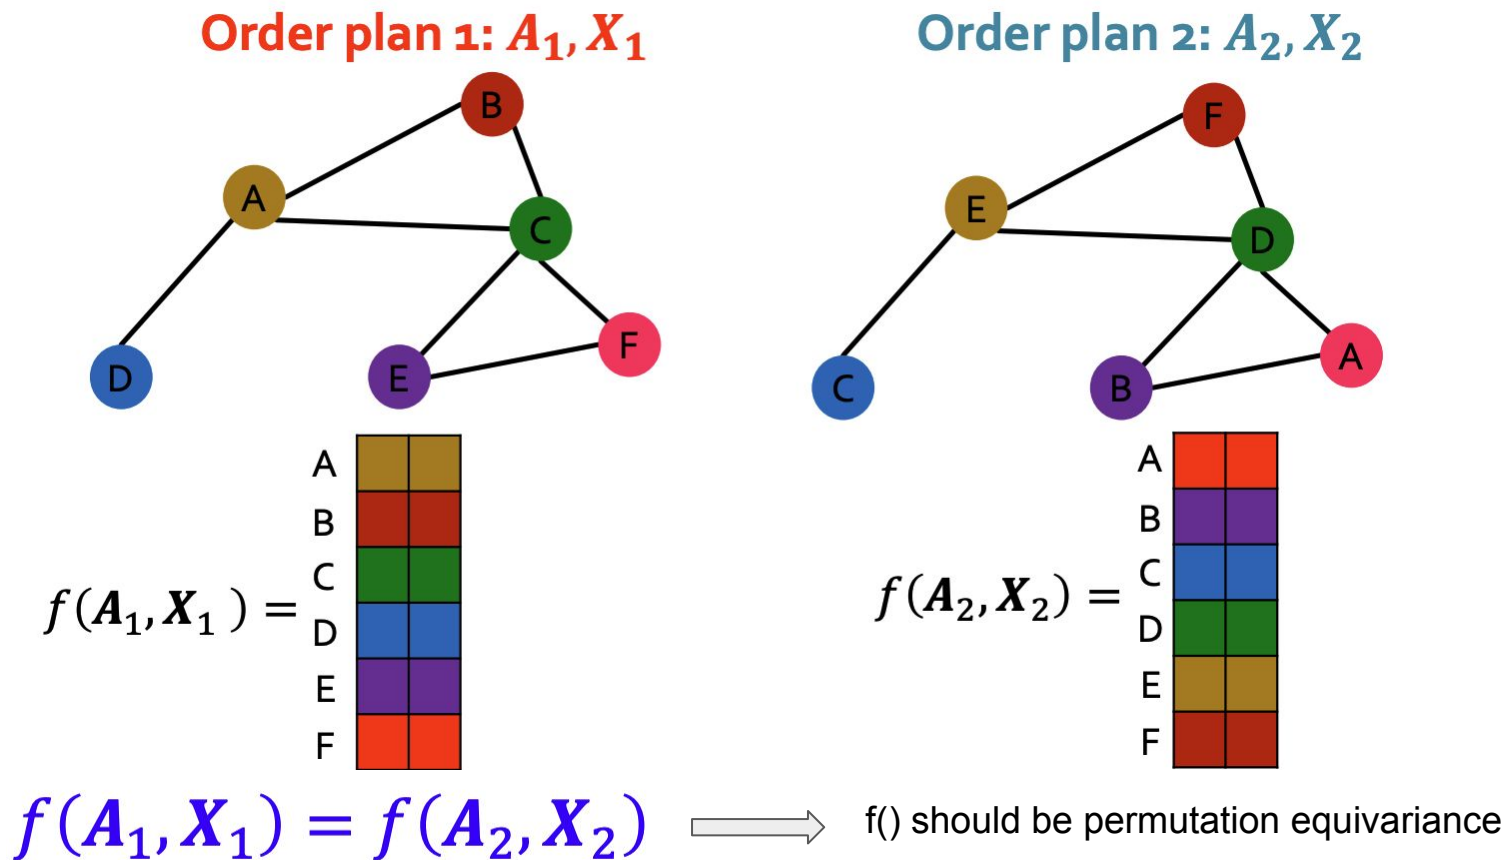 Order plan 1: A₁, X₁
Order plan 2: A₂, X₂
B
A
C
D
E
F
F
E
D
C
B
A
A
B
C
D
E
F
f(A₁, X₁ ) =
A
B
C
D
E
F
f(A₂, X₂) =
f(A₁, X₁) = f(A₂, X₂)
f() should be permutation equivariance